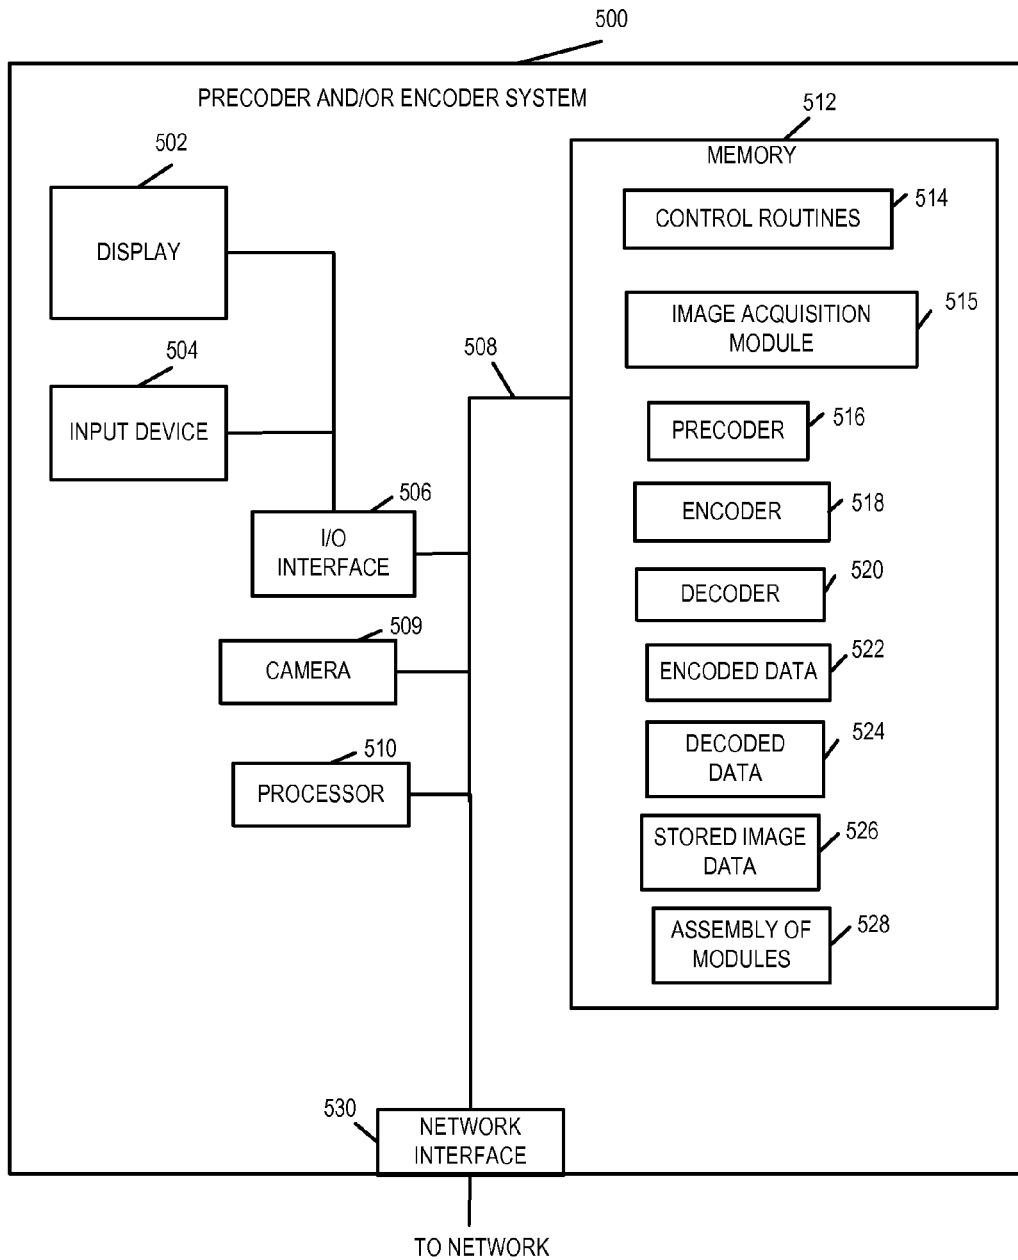 500
PRECODER AND/OR ENCODER SYSTEM
502
DISPLAY
504
INPUT DEVICE
506
I/O
INTERFACE
508
509
CAMERA
510
PROCESSOR
512
MEMORY
514
CONTROL ROUTINES
515
IMAGE ACQUISITION
MODULE
516
PRECODER
518
ENCODER
520
DECODER
522
ENCODED DATA
524
DECODED
DATA
526
STORED IMAGE
DATA
528
ASSEMBLY OF
MODULES
530
NETWORK
INTERFACE
TO NETWORK